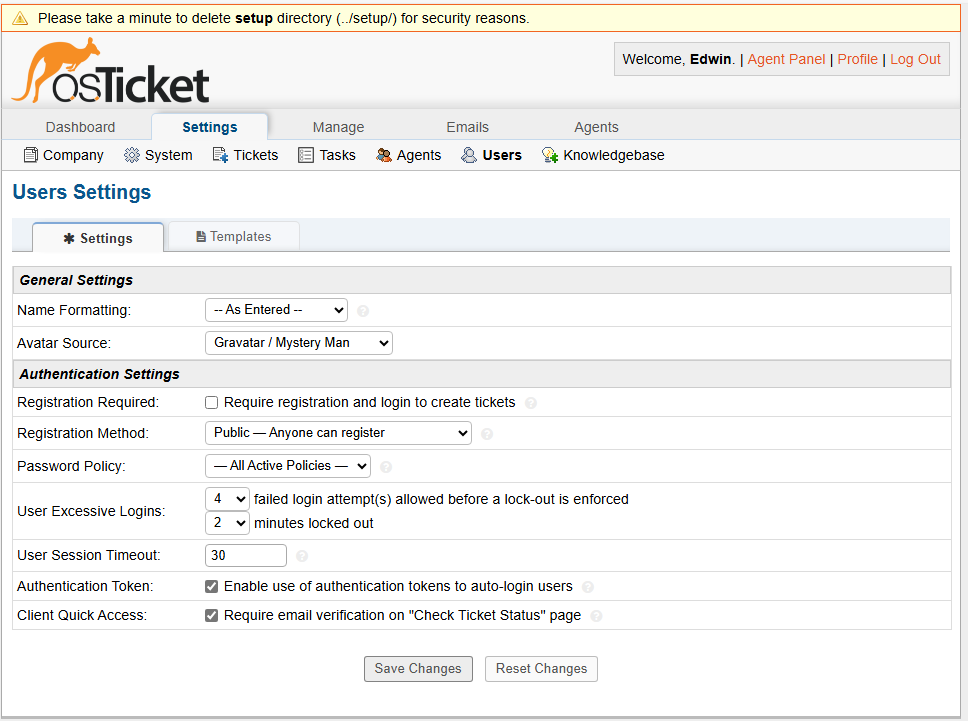 Please take a minute to delete setup directory (../setup/) for security reasons.
osTicket
Welcome, Edwin. | Agent Panel | Profile | Log Out
Dashboard Settings Manage Emails Agents
Company System Tickets Tasks Agents Users Knowledgebase
Users Settings
Settings Templates
General Settings
Name Formatting: -- As Entered --
Avatar Source: Gravatar / Mystery Man
Authentication Settings
Registration Required: Require registration and login to create tickets
Registration Method: Public — Anyone can register
Password Policy: — All Active Policies —
User Excessive Logins: 4 failed login attempt(s) allowed before a lock-out is enforced
2 minutes locked out
User Session Timeout: 30
Authentication Token: Enable use of authentication tokens to auto-login users
Client Quick Access: Require email verification on "Check Ticket Status" page
Save Changes Reset Changes